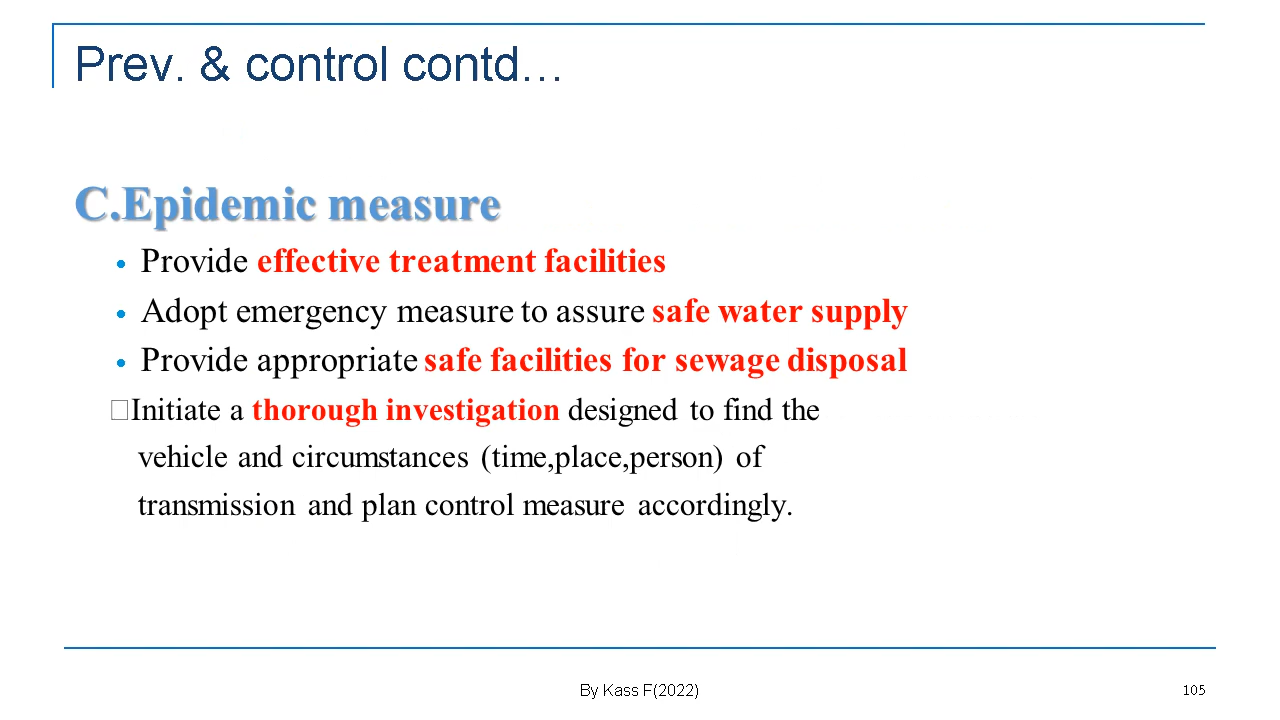 Prev. & control contd…
C.Epidemic measure
• Provide effective treatment facilities
• Adopt emergency measure to assure safe water supply
• Provide appropriate safe facilities for sewage disposal
□Initiate a thorough investigation designed to find the
vehicle and circumstances (time,place,person) of
transmission and plan control measure accordingly.
By Kass F(2022)
105